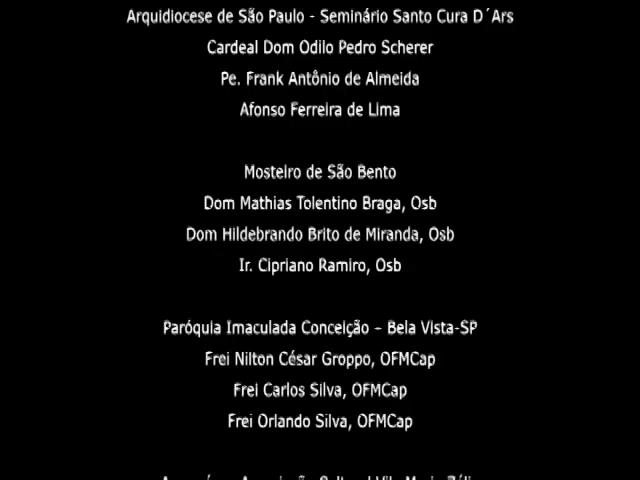 Arquidiocese de São Paulo - Seminário Santo Cura D´Ars
Cardeal Dom Odilo Pedro Scherer
Pe. Frank Antônio de Almeida
Afonso Ferreira de Lima
Mosteiro de São Bento
Dom Mathias Tolentino Braga, Osb
Dom Hildebrando Brito de Miranda, Osb
Ir. Cipriano Ramiro, Osb
Paróquia Imaculada Conceição – Bela Vista-SP
Frei Nilton César Groppo, OFMCap
Frei Carlos Silva, OFMCap
Frei Orlando Silva, OFMCap